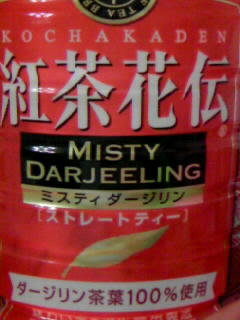 KOCHAKADEN
紅茶花伝
MISTY
DARJEELING
ミスティ ダージリン
[ストレートティー]
ダージリン茶葉100%使用